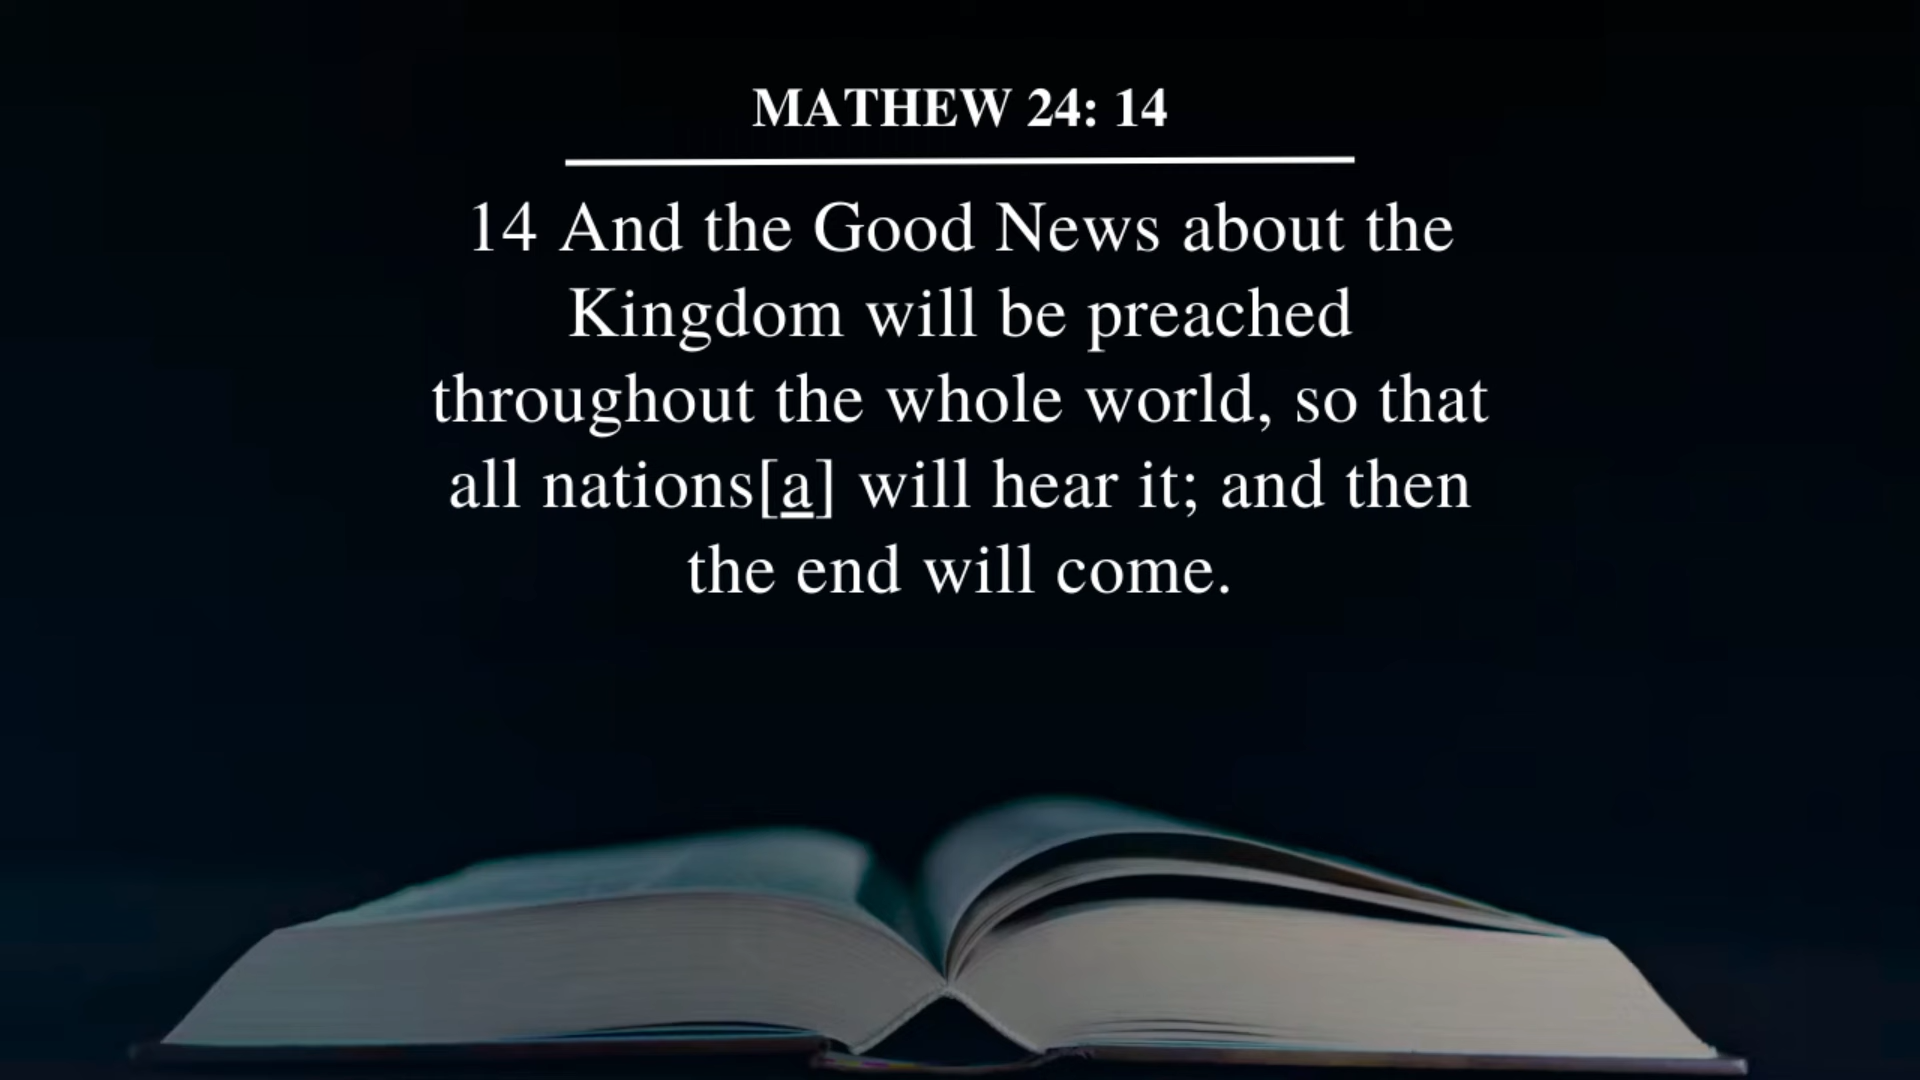 MATHEW 24: 14
14 And the Good News about the
Kingdom will be preached
throughout the whole world, so that
all nations[a] will hear it; and then
the end will come.